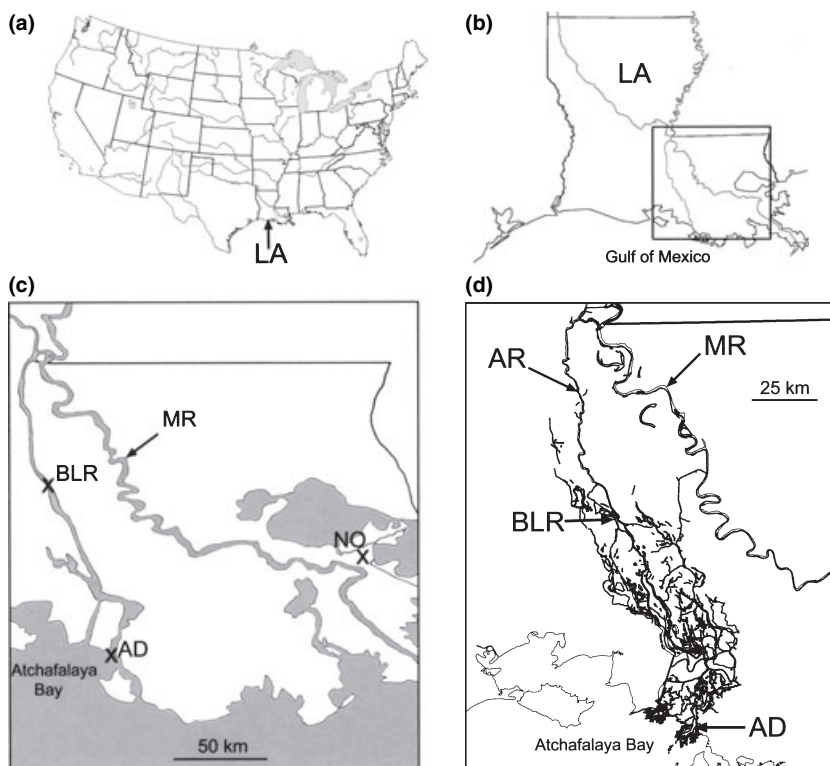 (a)
LA
(b)
LA
Gulf of Mexico
(c)
MR
BLR
NO
AD
Atchafalaya
Bay
50 km
(d)
AR
MR
25 km
BLR
AD
Atchafalaya Bay